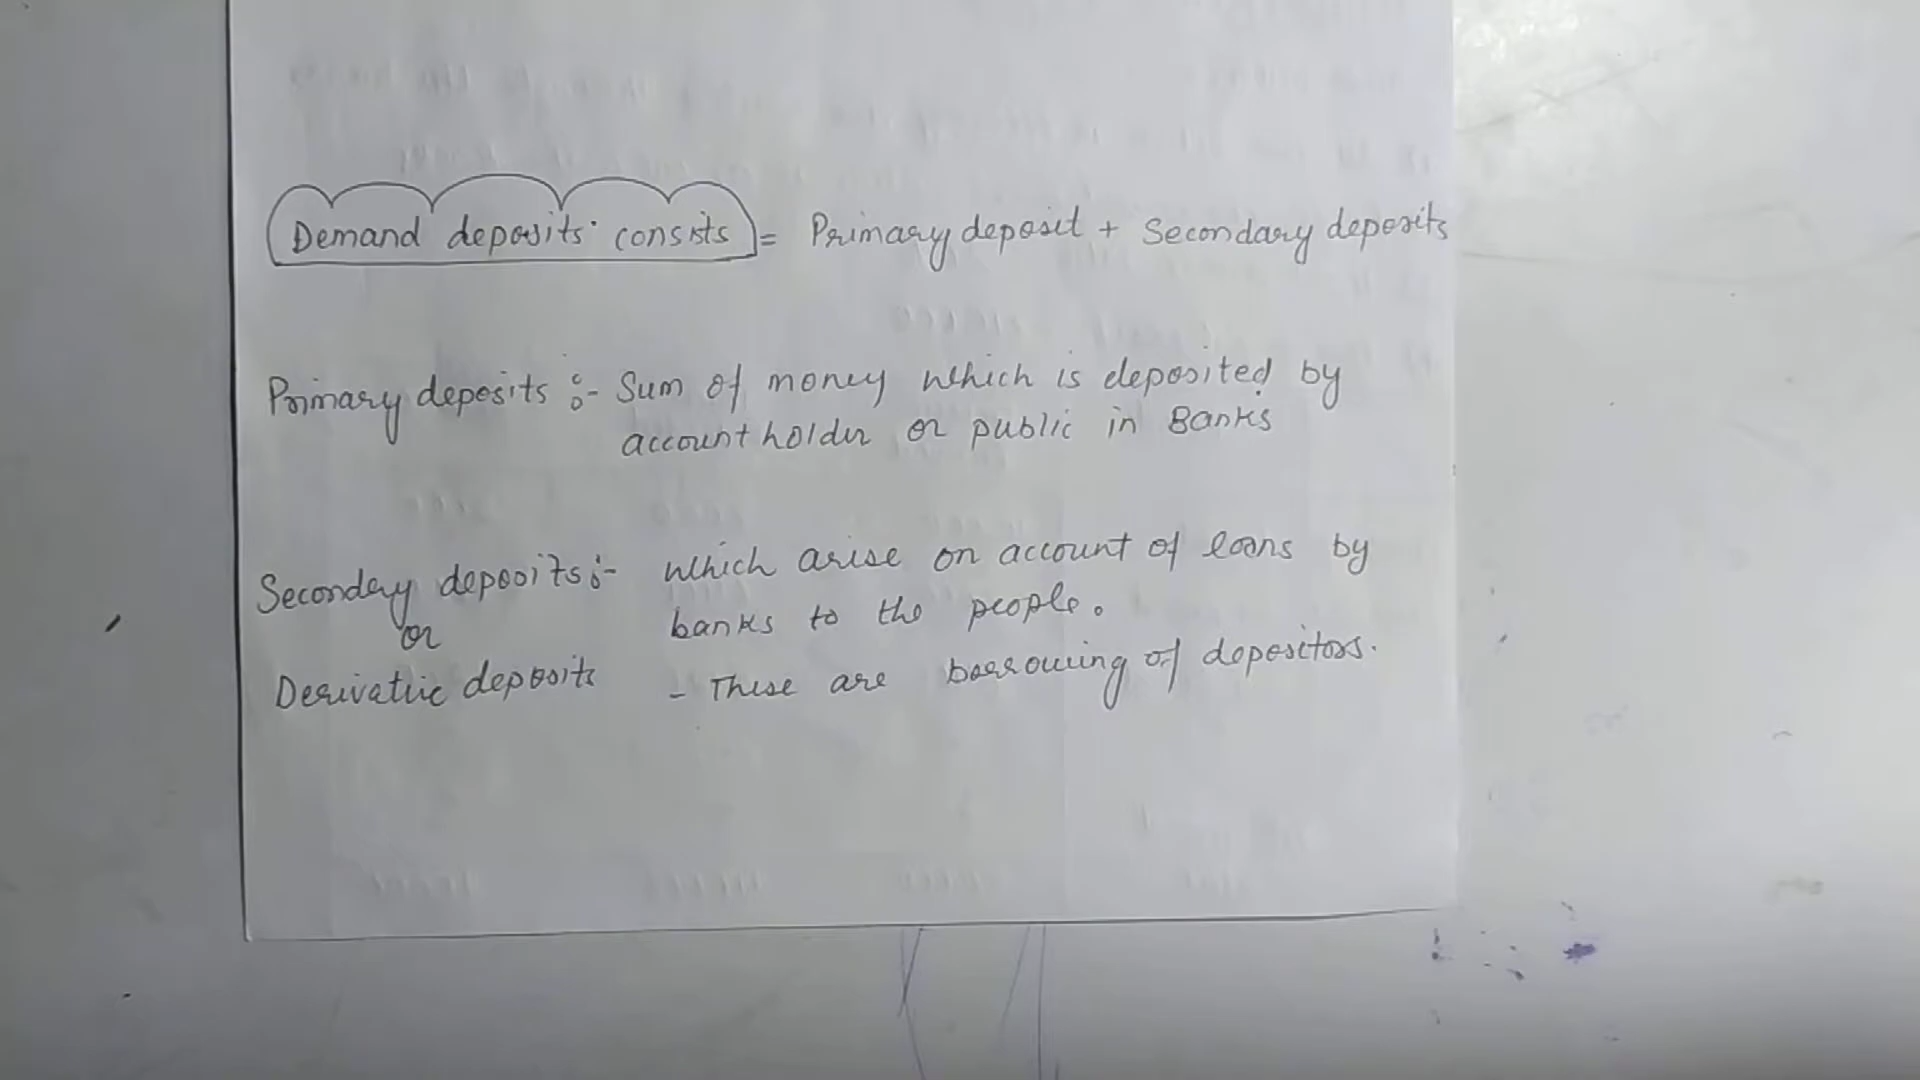 Demand deposits consists = Primary deposit + Secondary deposits
Primary deposits :- Sum of money which is deposited by
account holder or public in Banks
Secondary deposits :- which arise on account of loans by
or
banks to the people.
Derivative deposits - These are borrowing of depositors.